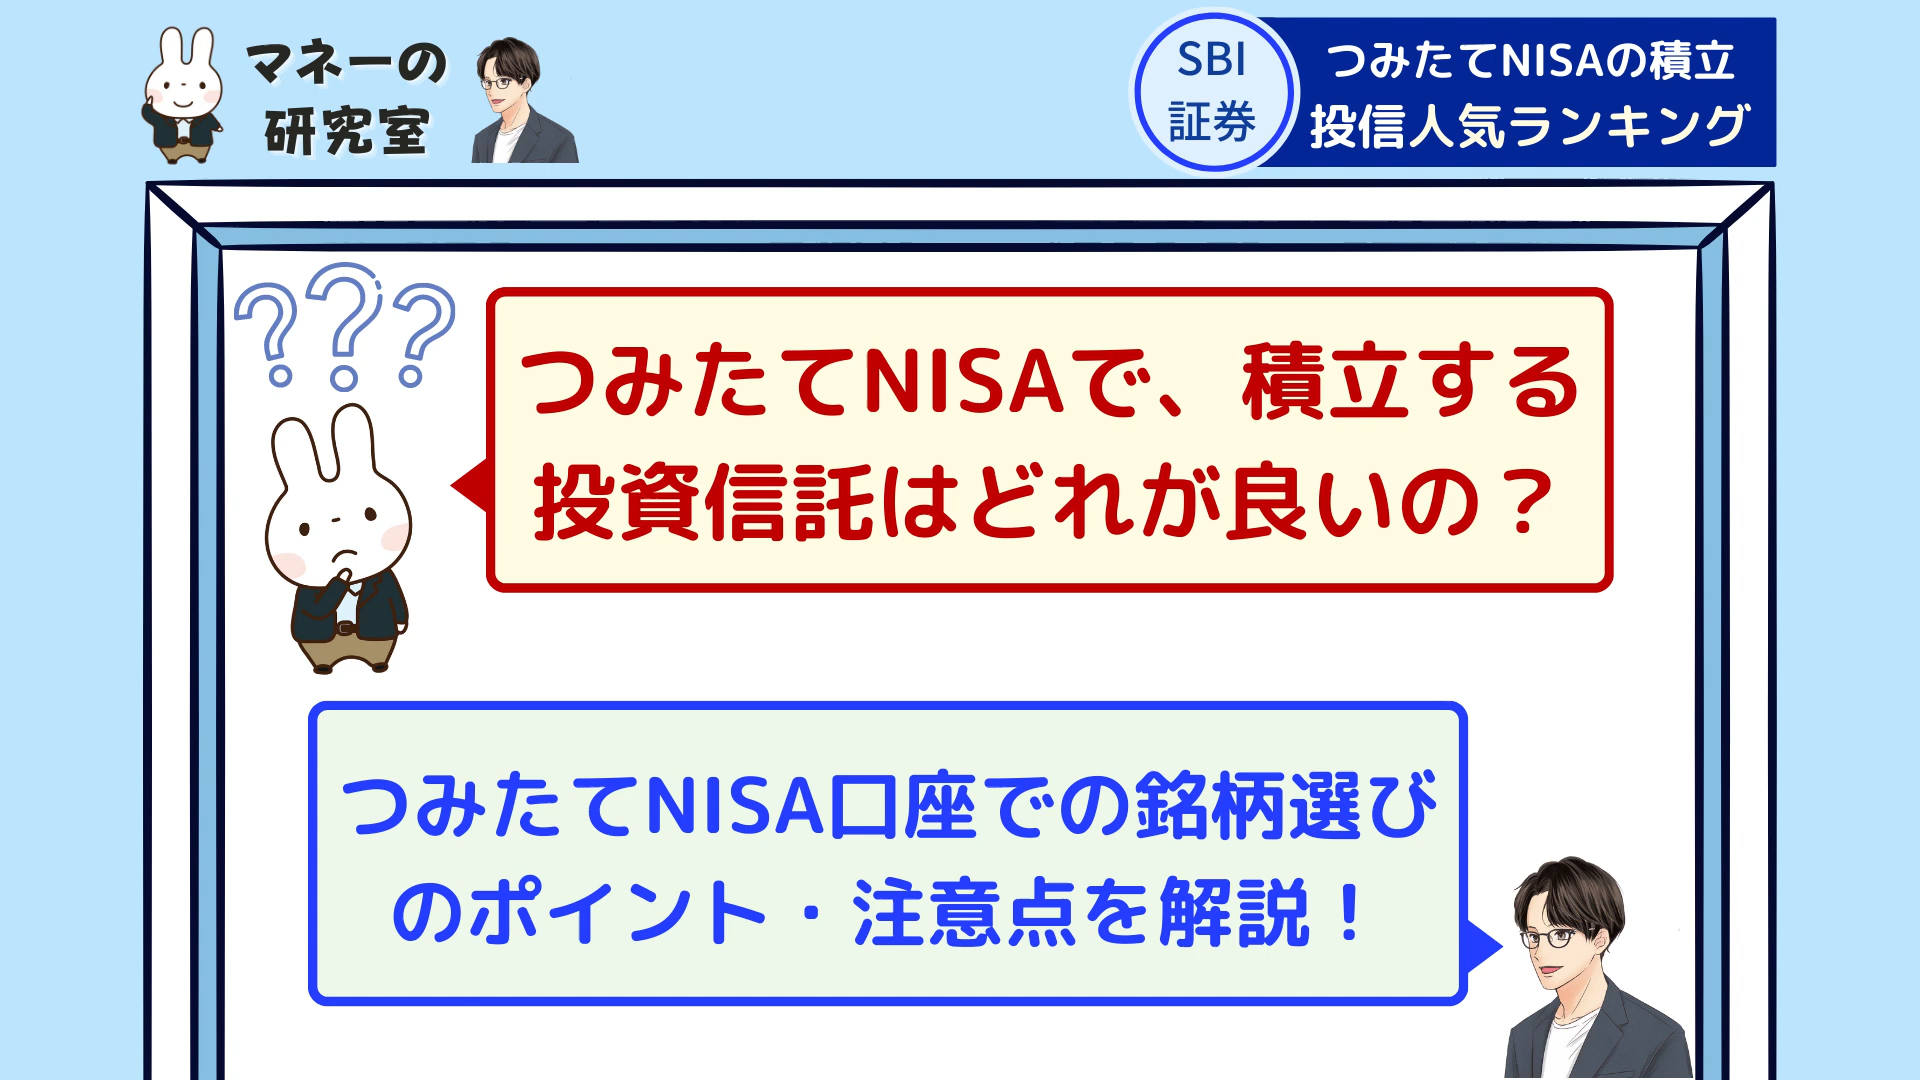 マネーの
研究室
SBI
証券
つみたてNISAの積立
投信人気ランキング
???
つみたてNISAで、積立する
投資信託はどれが良いの？
つみたてNISA口座での銘柄選び
のポイント・注意点を解説！